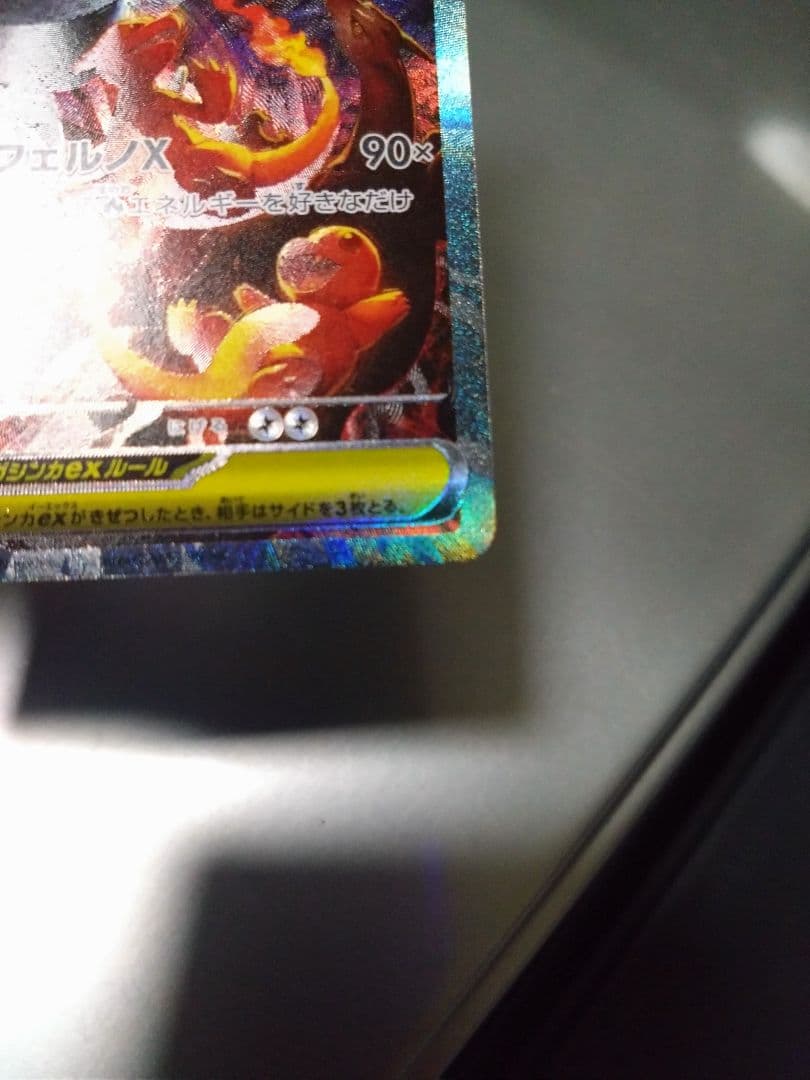 フェルノX 90×
エネルギーを好きなだけ
にげる
ガシンカexルール
ンカexがきぜつしたとき、相手はサイドを3枚とる。